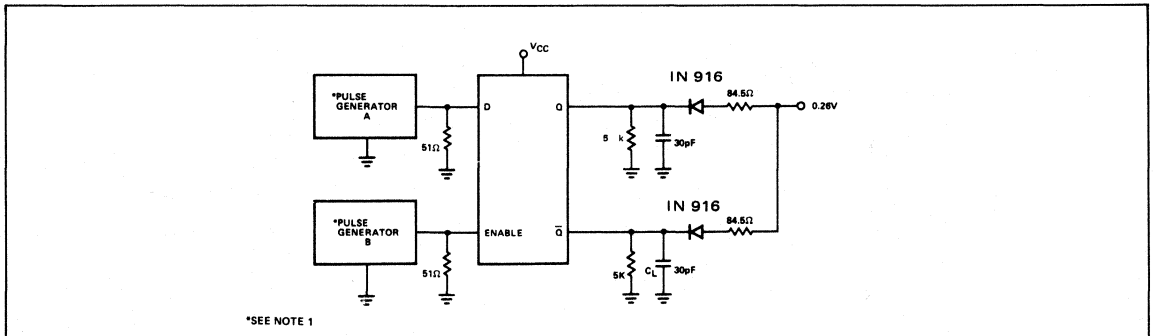 VCC
*PULSE
GENERATOR
A
51Ω
D
Q
5 k
30pF
IN 916
84.5Ω
0.26V
*PULSE
GENERATOR
B
51Ω
ENABLE
Q̅
5K
CL
30pF
IN 916
84.5Ω
*SEE NOTE 1